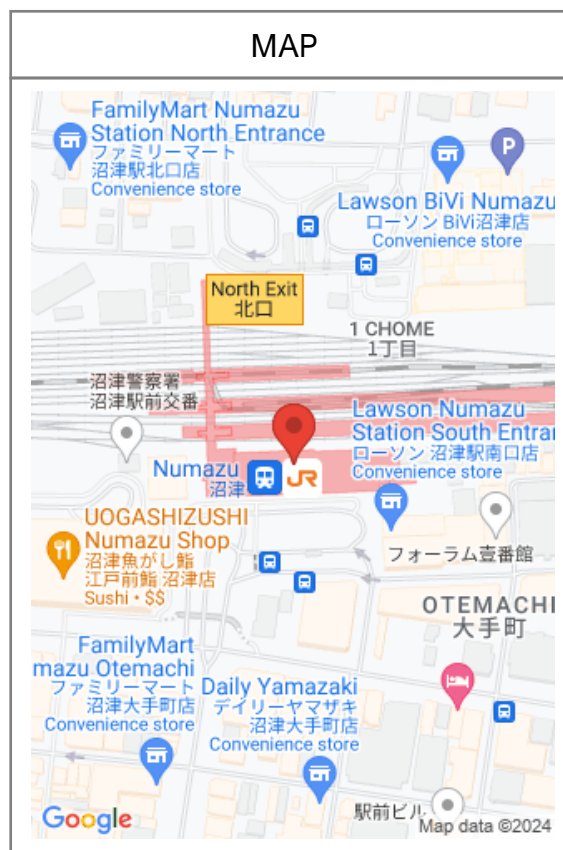 MAP
FamilyMart Numazu
Station North Entrance
ファミリーマート
沼津駅北口店
Convenience store
P
Lawson BiVi Numazu
ローソン BiVi沼津店
Convenience store
North Exit
北口
1 CHOME
1丁目
沼津警察署
沼津駅前交番
Lawson Numazu
Station South Entrar
ローソン 沼津駅南口店
Convenience store
Numazu
沼津
JR
UOGASHIZUSHI
Numazu Shop
沼津魚がし鮨
江戸前鮨 沼津店
Sushi・$$
フォーラム壹番館
OTEMACHI
大手町
FamilyMart
mazu Otemachi
ファミリーマート
沼津大手町店
Convenience store
Daily Yamazaki
デイリーヤマザキ
沼津大手町店
Convenience store
駅前ビル
Google
Map data ©2024